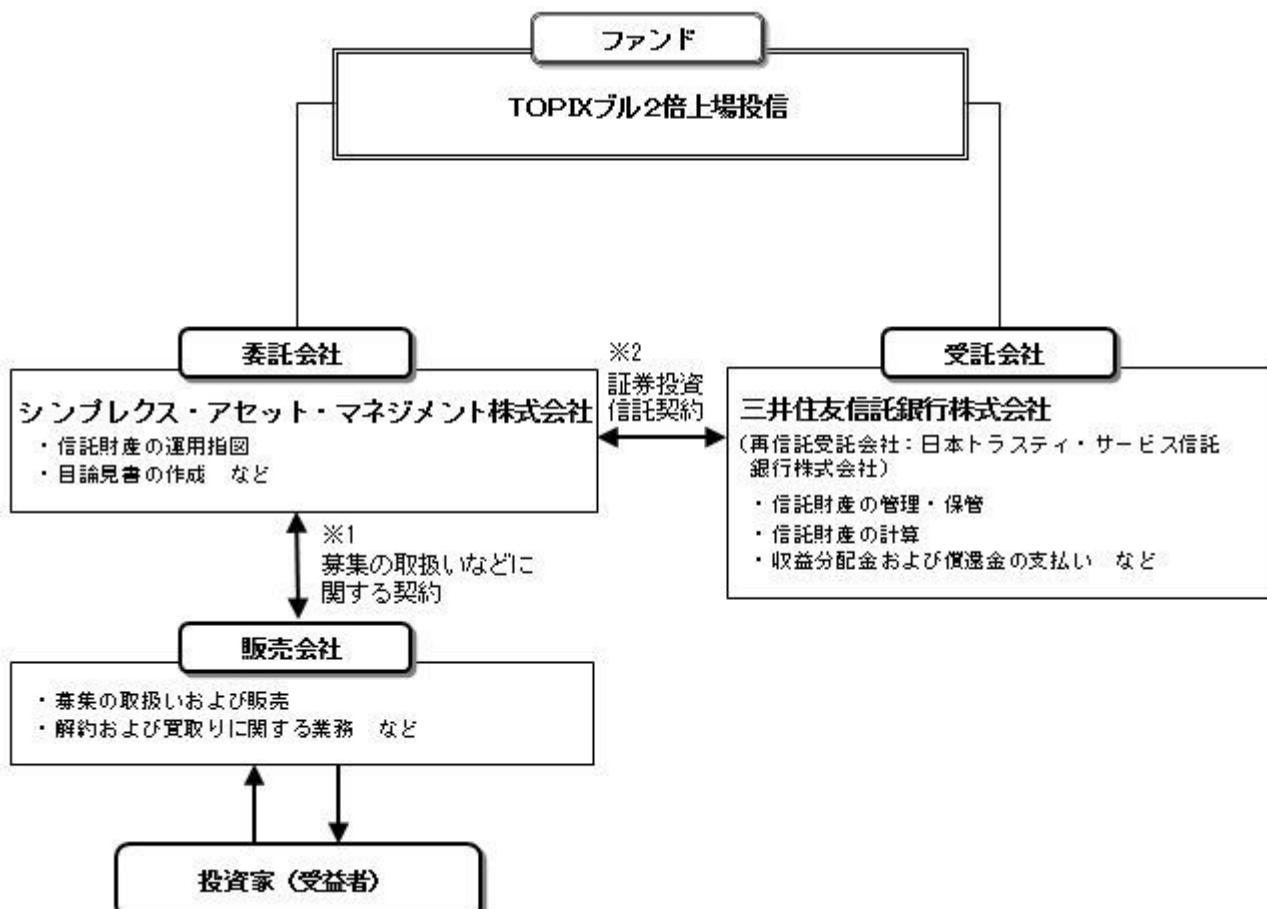 ファンド
TOPIXブル2倍上場投信
委託会社
シンプレクス・アセット・マネジメント株式会社
・信託財産の運用指図
・目論見書の作成 など
※2
証券投資
信託契約
受託会社
三井住友信託銀行株式会社
(再信託受託会社:日本トラスティ・サービス信託
銀行株式会社)
・信託財産の管理・保管
・信託財産の計算
・収益分配金および償還金の支払い など
※1
募集の取扱いなどに
関する契約
販売会社
・募集の取扱いおよび販売
・解約および買取りに関する業務 など
投資家(受益者)